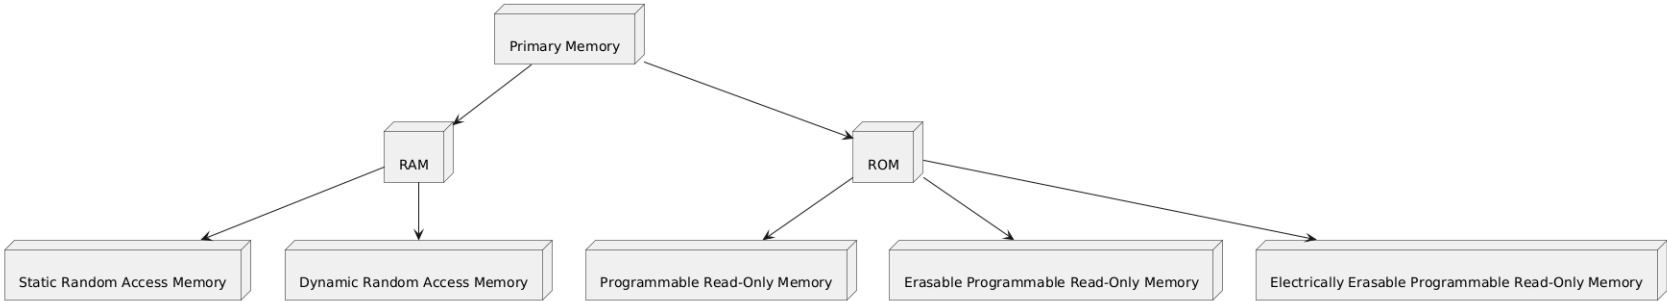 Primary Memory
RAM
ROM
Static Random Access Memory
Dynamic Random Access Memory
Programmable Read-Only Memory
Erasable Programmable Read-Only Memory
Electrically Erasable Programmable Read-Only Memory